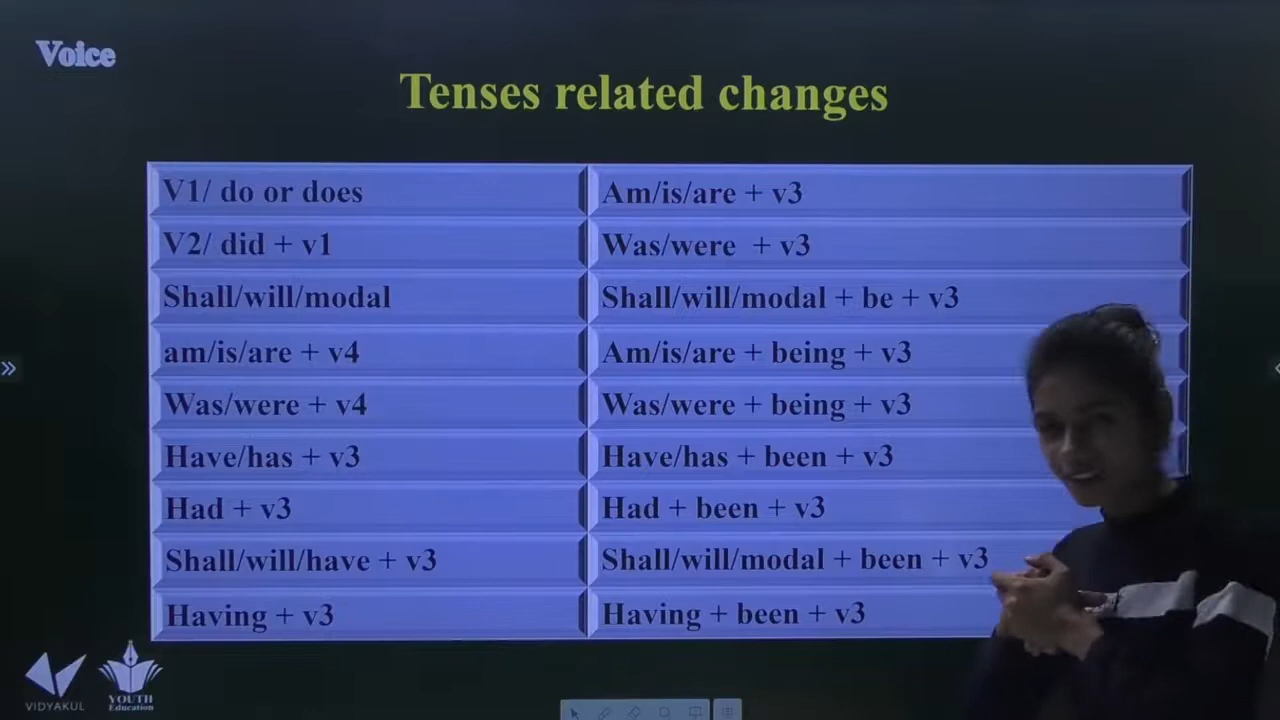 Voice
Tenses related changes
V1/ do or does
Am/is/are + v3
V2/ did + v1
Was/were + v3
Shall/will/modal
Shall/will/modal + be + v3
am/is/are + v4
Am/is/are + being + v3
Was/were + v4
Was/were + being + v3
Have/has + v3
Have/has + been + v3
Had + v3
Had + been + v3
Shall/will/have + v3
Shall/will/modal + been + v3
Having + v3
Having + been + v3
VIDYAKUL
YOUTH
Education